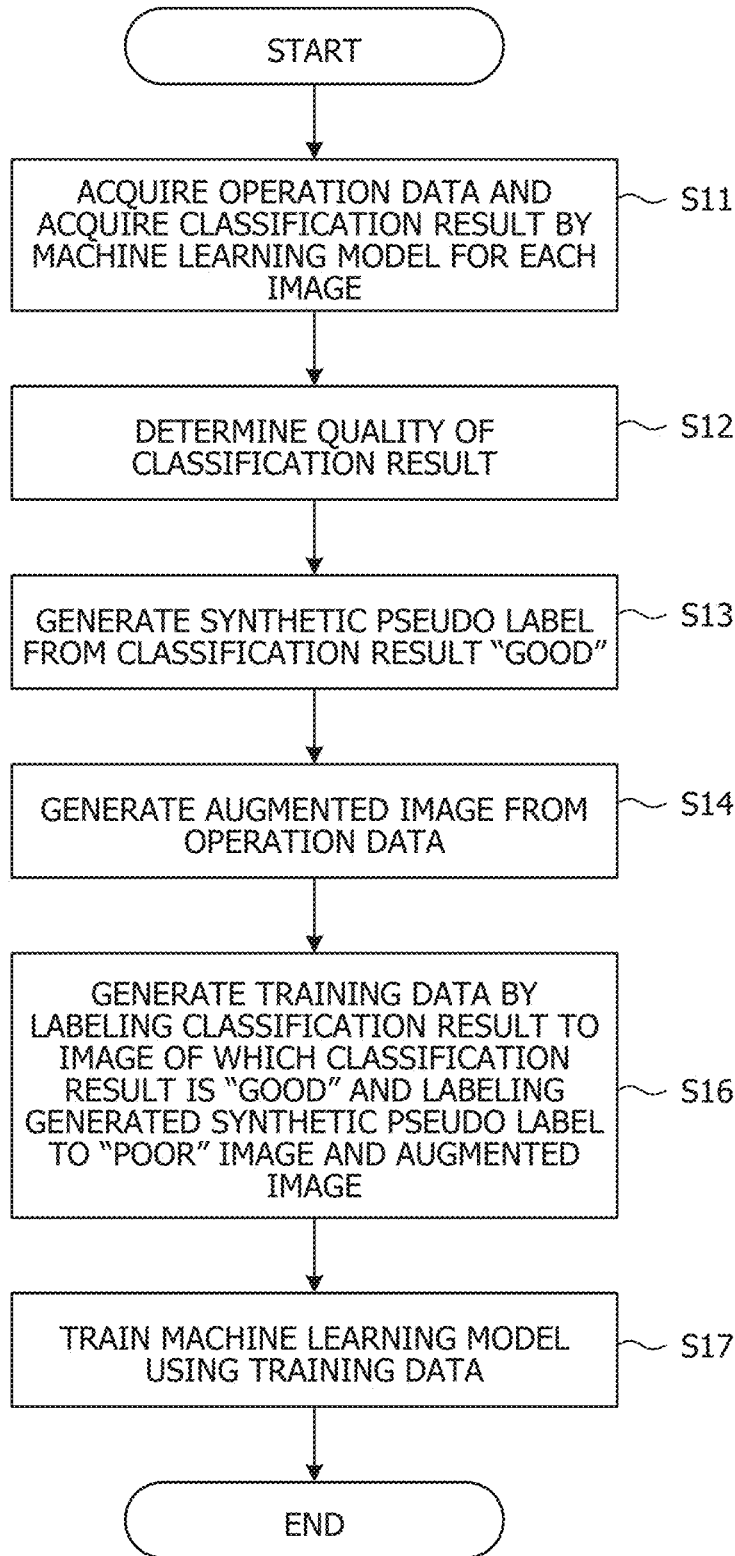 START
ACQUIRE OPERATION DATA AND
ACQUIRE CLASSIFICATION RESULT BY
MACHINE LEARNING MODEL FOR EACH
IMAGE
S11
DETERMINE QUALITY OF
CLASSIFICATION RESULT
S12
GENERATE SYNTHETIC PSEUDO LABEL
FROM CLASSIFICATION RESULT “GOOD”
S13
GENERATE AUGMENTED IMAGE FROM
OPERATION DATA
S14
GENERATE TRAINING DATA BY
LABELING CLASSIFICATION RESULT TO
IMAGE OF WHICH CLASSIFICATION
RESULT IS “GOOD” AND LABELING
GENERATED SYNTHETIC PSEUDO LABEL
TO “POOR” IMAGE AND AUGMENTED
IMAGE
S16
TRAIN MACHINE LEARNING MODEL
USING TRAINING DATA
S17
END